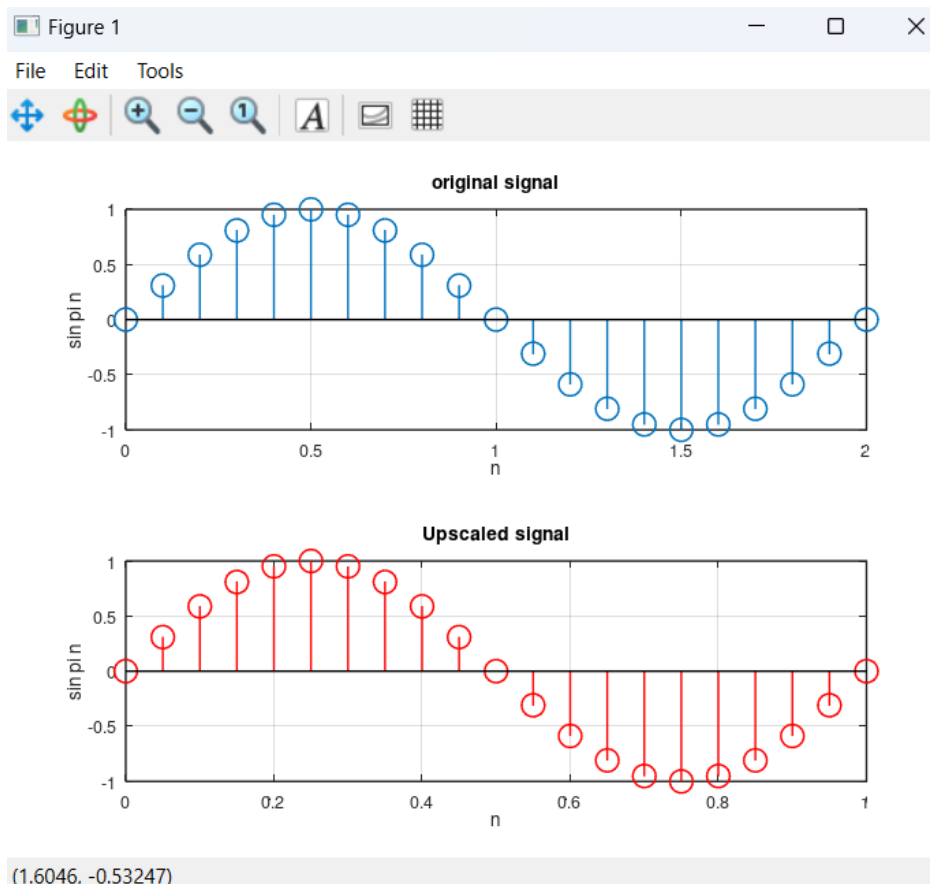 Figure 1
File Edit Tools
1 A
original signal
1
0.5
0
-0.5
-1
sin pi n
0 0.5 1 1.5 2
n
Upscaled signal
1
0.5
0
-0.5
-1
sin pi n
0 0.2 0.4 0.6 0.8 1
n
(1.6046, -0.53247)